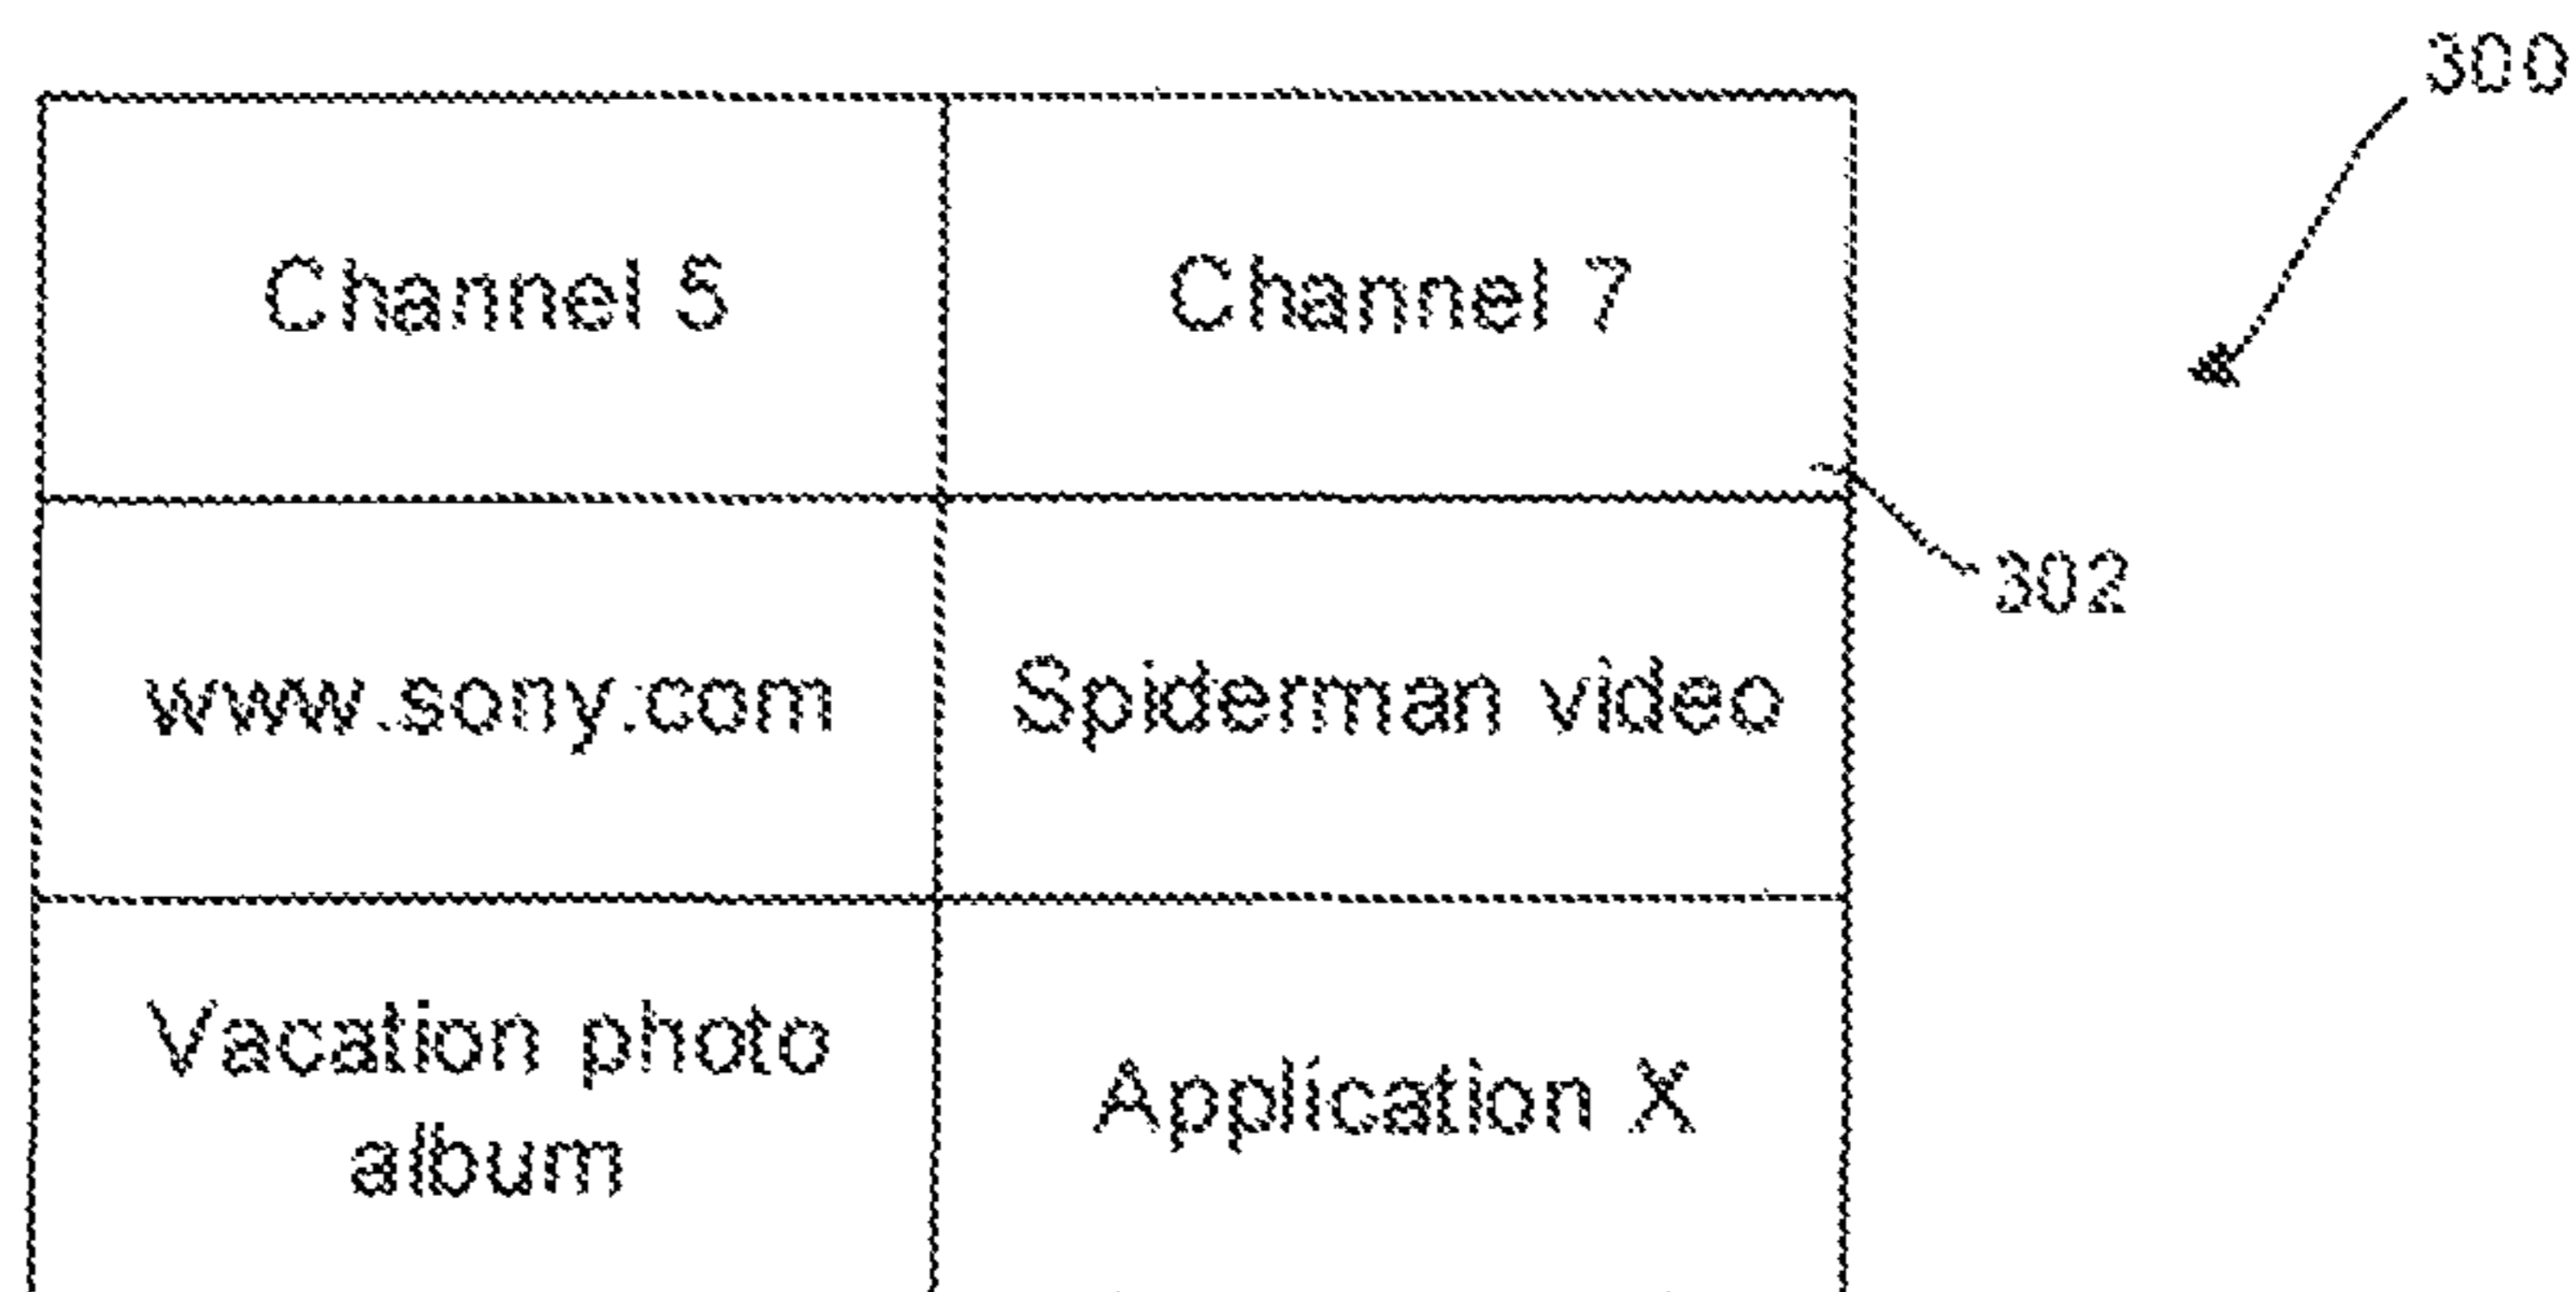 300
Channel 5
Channel 7
302
www.sony.com
Spiderman video
Vacation photo
album
Application X